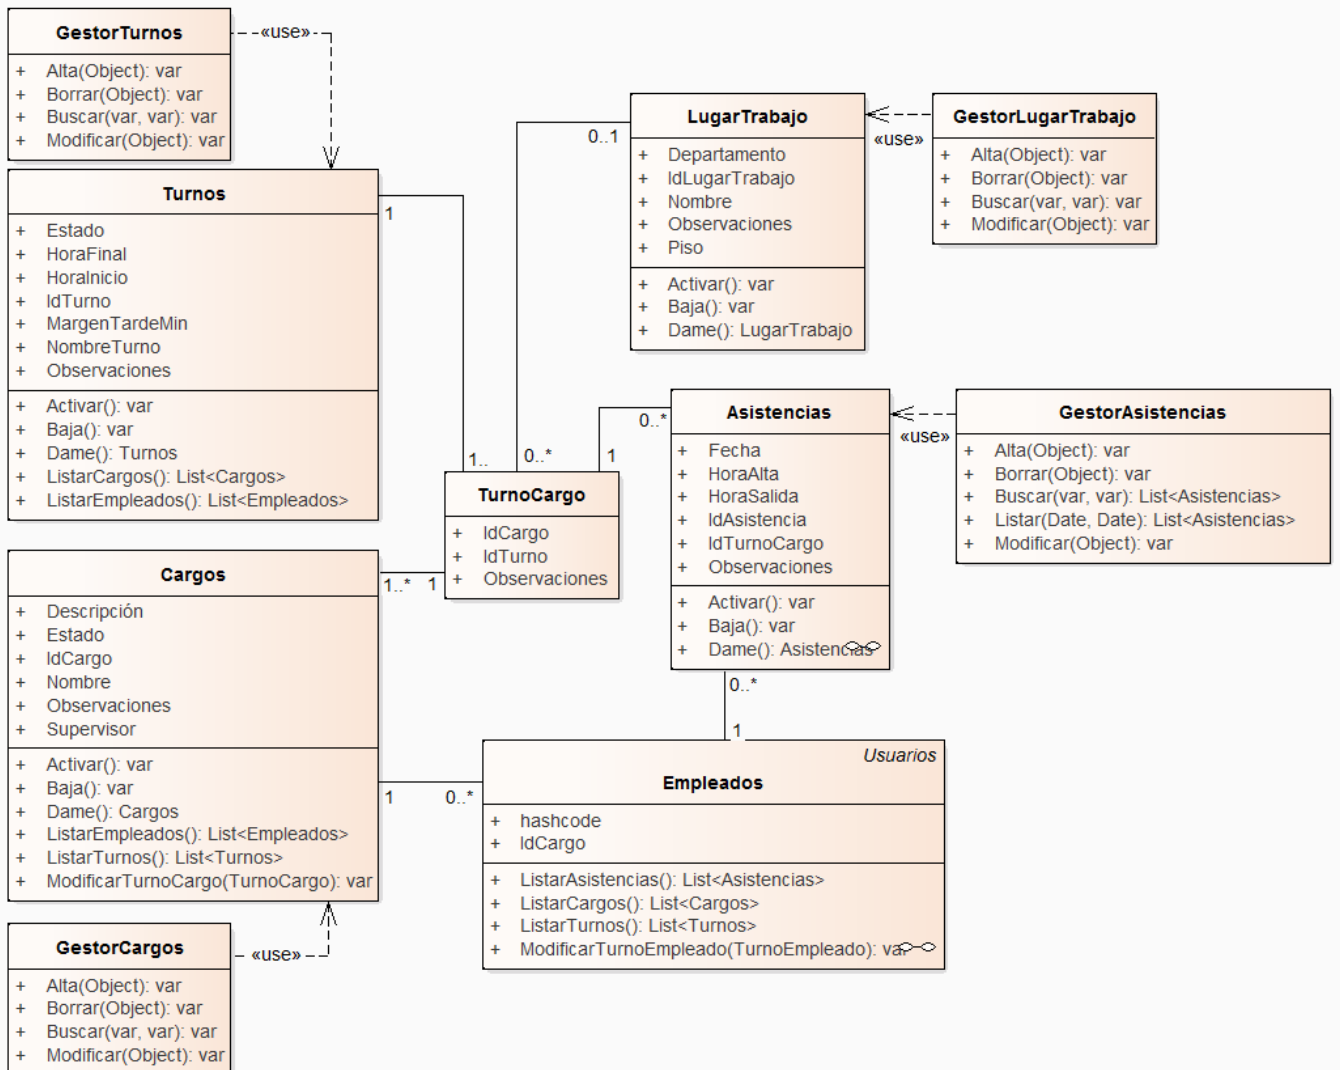 GestorTurnos
+ Alta(Object): var
+ Borrar(Object): var
+ Buscar(var, var): var
+ Modificar(Object): var
«use»
Turnos
+ Estado
+ HoraFinal
+ HoraInicio
+ IdTurno
+ MargenTardeMin
+ NombreTurno
+ Observaciones
+ Activar(): var
+ Baja(): var
+ Dame(): Turnos
+ ListarCargos(): List<Cargos>
+ ListarEmpleados(): List<Empleados>
1
1..
LugarTrabajo
+ Departamento
+ IdLugarTrabajo
+ Nombre
+ Observaciones
+ Piso
+ Activar(): var
+ Baja(): var
+ Dame(): LugarTrabajo
0..1
0..*
«use»
GestorLugarTrabajo
+ Alta(Object): var
+ Borrar(Object): var
+ Buscar(var, var): var
+ Modificar(Object): var
TurnoCargo
+ IdCargo
+ IdTurno
+ Observaciones
1
0..*
Asistencias
+ Fecha
+ HoraAlta
+ HoraSalida
+ IdAsistencia
+ IdTurnoCargo
+ Observaciones
+ Activar(): var
+ Baja(): var
+ Dame(): Asistencias
«use»
GestorAsistencias
+ Alta(Object): var
+ Borrar(Object): var
+ Buscar(var, var): List<Asistencias>
+ Listar(Date, Date): List<Asistencias>
+ Modificar(Object): var
Cargos
+ Descripción
+ Estado
+ IdCargo
+ Nombre
+ Observaciones
+ Supervisor
+ Activar(): var
+ Baja(): var
+ Dame(): Cargos
+ ListarEmpleados(): List<Empleados>
+ ListarTurnos(): List<Turnos>
+ ModificarTurnoCargo(TurnoCargo): var
1..* 1
1 0..*
0..*
1
Usuarios
Empleados
+ hashcode
+ IdCargo
+ ListarAsistencias(): List<Asistencias>
+ ListarCargos(): List<Cargos>
+ ListarTurnos(): List<Turnos>
+ ModificarTurnoEmpleado(TurnoEmpleado): var
GestorCargos
+ Alta(Object): var
+ Borrar(Object): var
+ Buscar(var, var): var
+ Modificar(Object): var
«use»